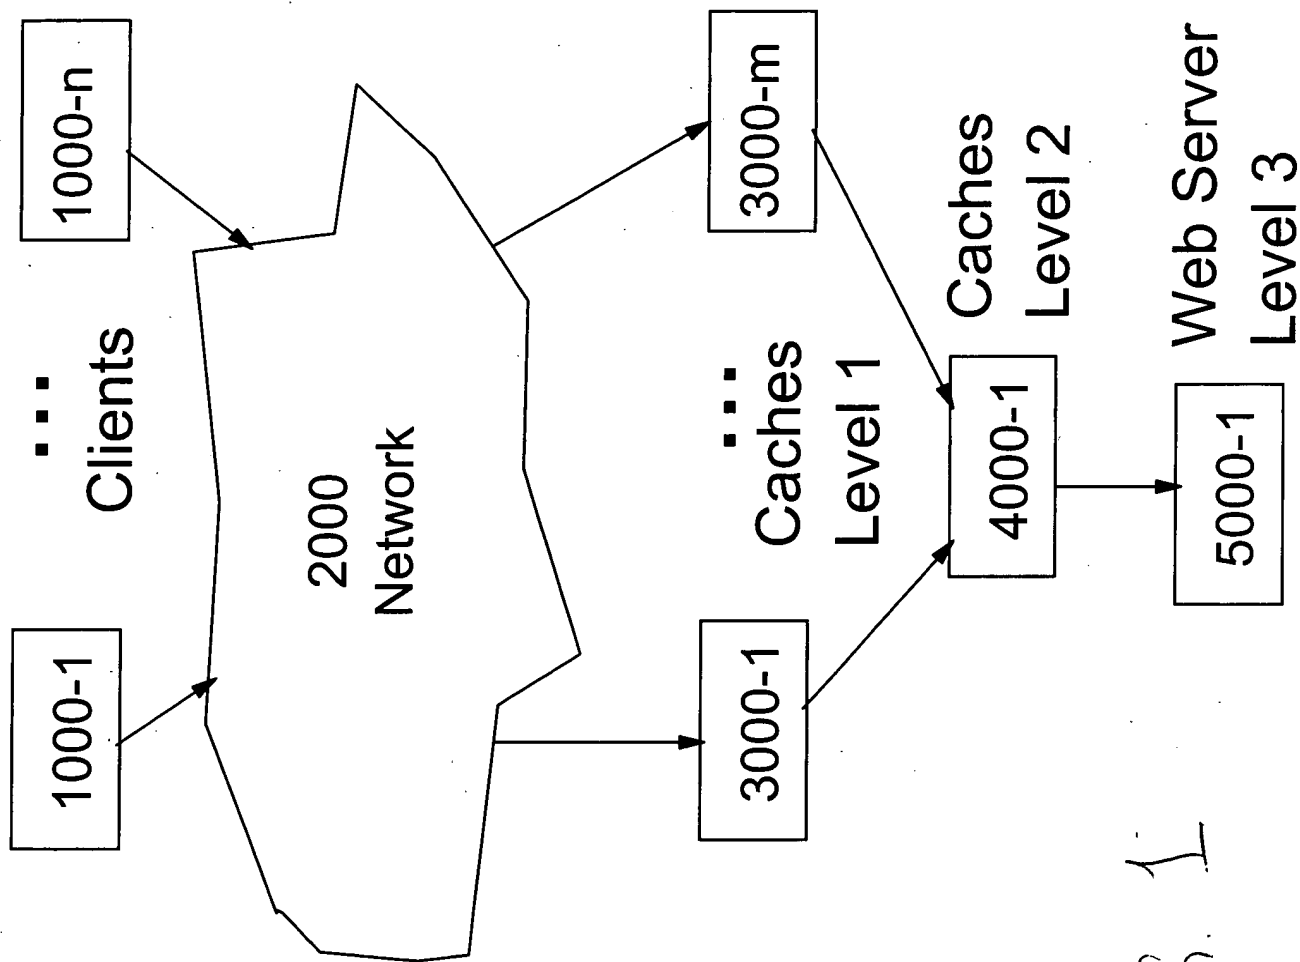 1000-1
...
1000-n
Clients
2000
Network
3000-1
...
3000-m
Caches
Level 1
4000-1
Caches
Level 2
5000-1
Web Server
Level 3
1